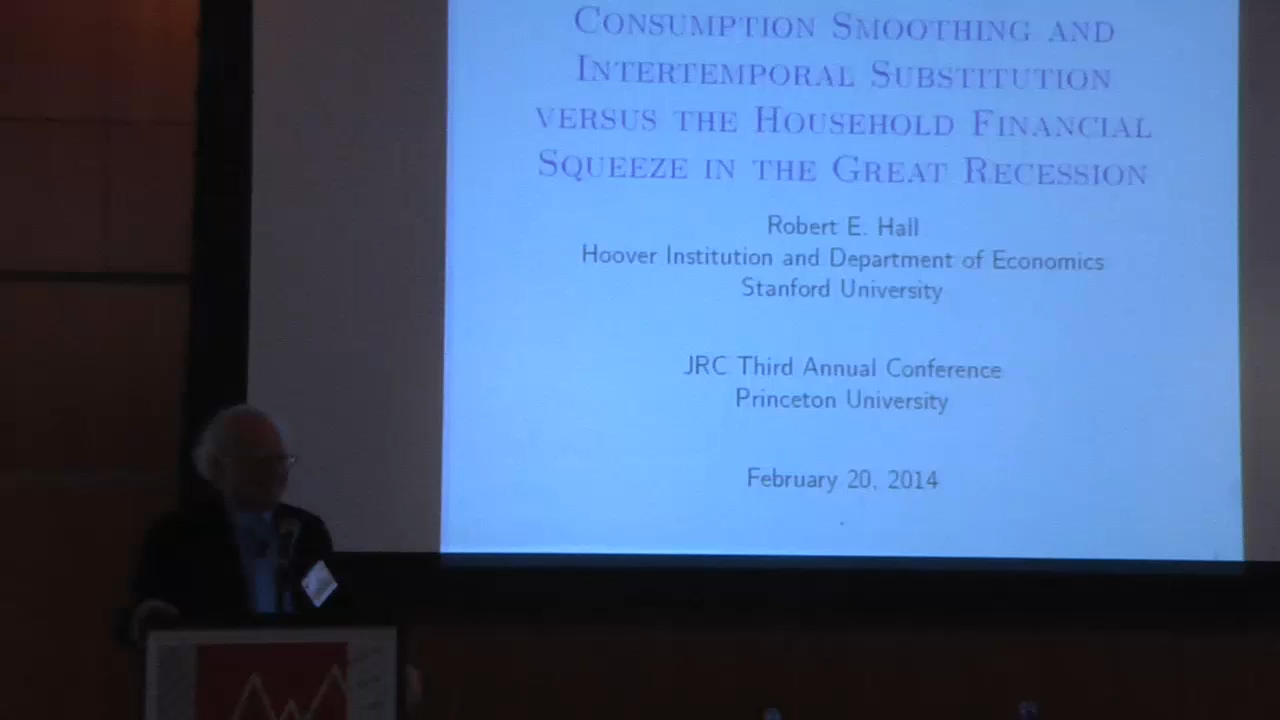 CONSUMPTION SMOOTHING AND
INTERTEMPORAL SUBSTITUTION
VERSUS THE HOUSEHOLD FINANCIAL
SQUEEZE IN THE GREAT RECESSION
Robert E. Hall
Hoover Institution and Department of Economics
Stanford University
JRC Third Annual Conference
Princeton University
February 20, 2014